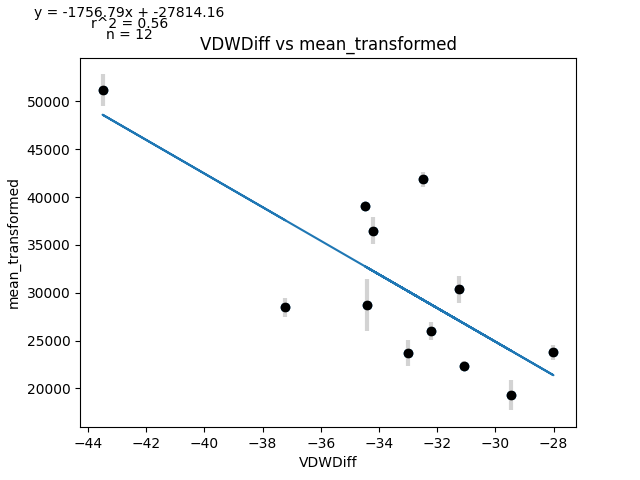 y = -1756.79x + -27814.16
r^2 = 0.56
n = 12
VDWDiff vs mean_transformed
mean_transformed
50000
45000
40000
35000
30000
25000
20000
−44 −42 −40 −38 −36 −34 −32 −30 −28
VDWDiff